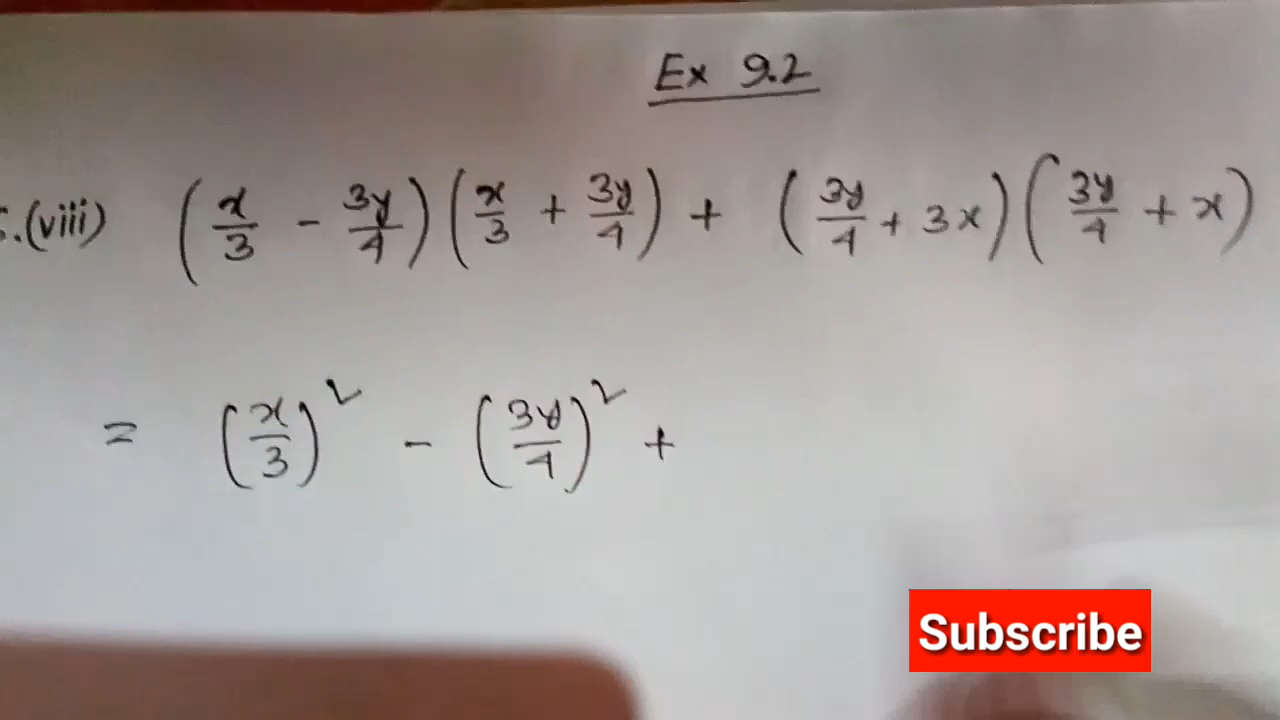 Ex 9.2
5.(viii) (x/3 - 3y/4)(x/3 + 3y/4) + (3y/4 + 3x)(3y/4 + x)
= (x/3)² - (3y/4)² +
Subscribe